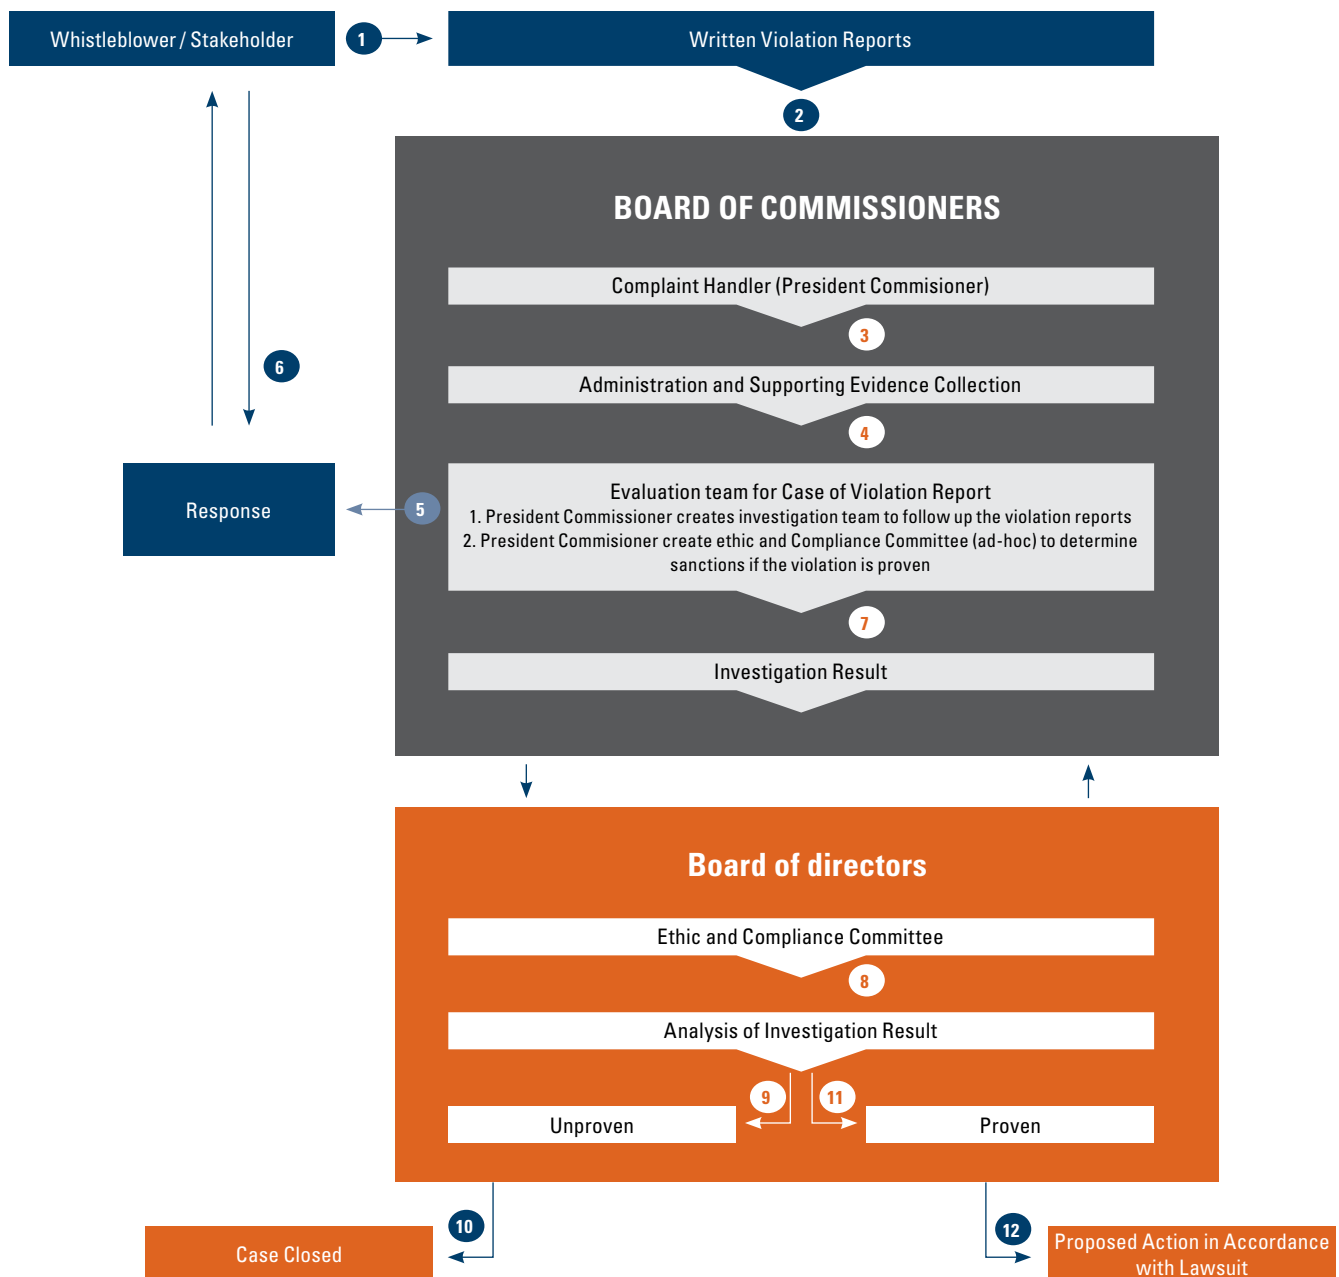 Whistleblower / Stakeholder
1
Written Violation Reports
2
BOARD OF COMMISSIONERS
Complaint Handler (President Commisioner)
3
Administration and Supporting Evidence Collection
4
Evaluation team for Case of Violation Report
1. President Commissioner creates investigation team to follow up the violation reports
2. President Commisioner create ethic and Compliance Committee (ad-hoc) to determine
sanctions if the violation is proven
5
Response
6
7
Investigation Result
Board of directors
Ethic and Compliance Committee
8
Analysis of Investigation Result
9
11
Unproven
Proven
10
12
Case Closed
Proposed Action in Accordance
with Lawsuit